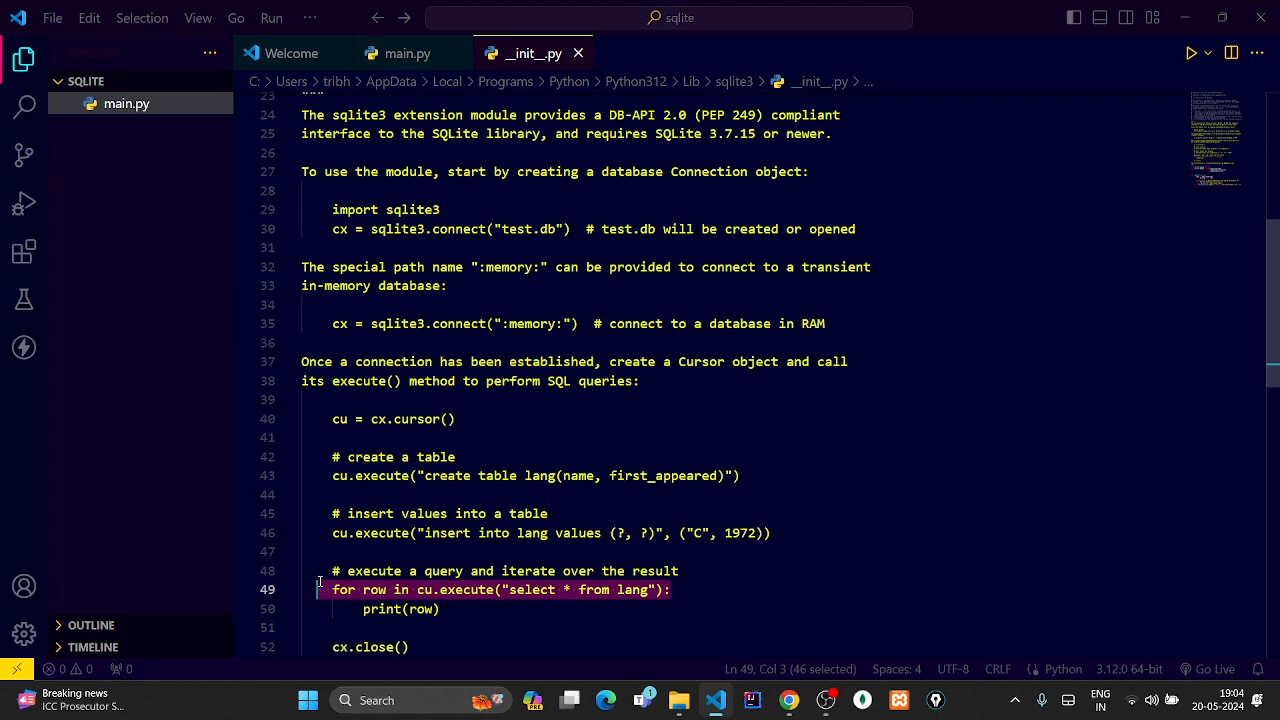 File Edit Selection View Go Run ··· sqlite
EXPLORER ··· Welcome main.py __init__.py
SQLITE
main.py
C: > Users > tribh > AppData > Local > Programs > Python > Python312 > Lib > sqlite3 > __init__.py > ...
23 """
24 The sqlite3 extension module provides a DB-API 2.0 (PEP 249) compliant
25 interface to the SQLite library, and requires SQLite 3.7.15 or newer.
26
27 To use the module, start by creating a database Connection object:
28
29 import sqlite3
30 cx = sqlite3.connect("test.db")  # test.db will be created or opened
31
32 The special path name ":memory:" can be provided to connect to a transient
33 in-memory database:
34
35 cx = sqlite3.connect(":memory:")  # connect to a database in RAM
36
37 Once a connection has been established, create a Cursor object and call
38 its execute() method to perform SQL queries:
39
40 cu = cx.cursor()
41
42 # create a table
43 cu.execute("create table lang(name, first_appeared)")
44
45 # insert values into a table
46 cu.execute("insert into lang values (?, ?)", ("C", 1972))
47
48 # execute a query and iterate over the result
49 for row in cu.execute("select * from lang"):
50 print(row)
51
52 cx.close()
OUTLINE
TIMELINE
0 0 0 Ln 49, Col 3 (46 selected) Spaces: 4 UTF-8 CRLF Python 3.12.0 64-bit Go Live
Breaking news
ICC Prosecutor S...
Search
PRE
1
ENG
IN
19:04
20-05-2024